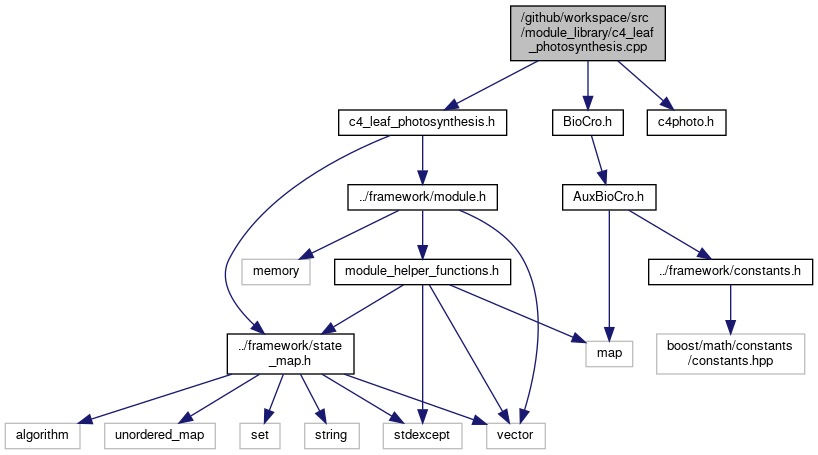 /github/workspace/src
/module_library/c4_leaf
_photosynthesis.cpp
c4_leaf_photosynthesis.h
BioCro.h
c4photo.h
../framework/module.h
AuxBioCro.h
memory
module_helper_functions.h
../framework/constants.h
../framework/state
_map.h
map
boost/math/constants
/constants.hpp
algorithm
unordered_map
set
string
stdexcept
vector